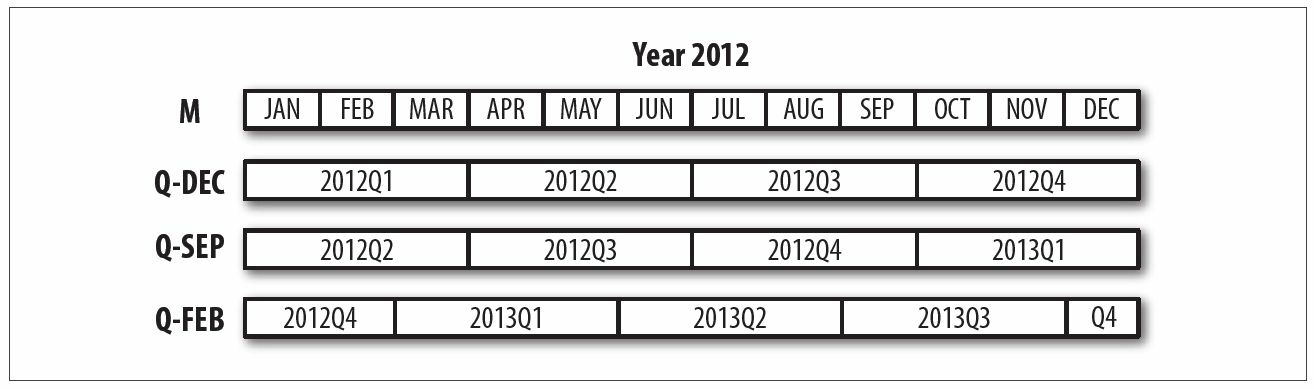 Year 2012
M JAN FEB MAR APR MAY JUN JUL AUG SEP OCT NOV DEC
Q-DEC 2012Q1 2012Q2 2012Q3 2012Q4
Q-SEP 2012Q2 2012Q3 2012Q4 2013Q1
Q-FEB 2012Q4 2013Q1 2013Q2 2013Q3 Q4